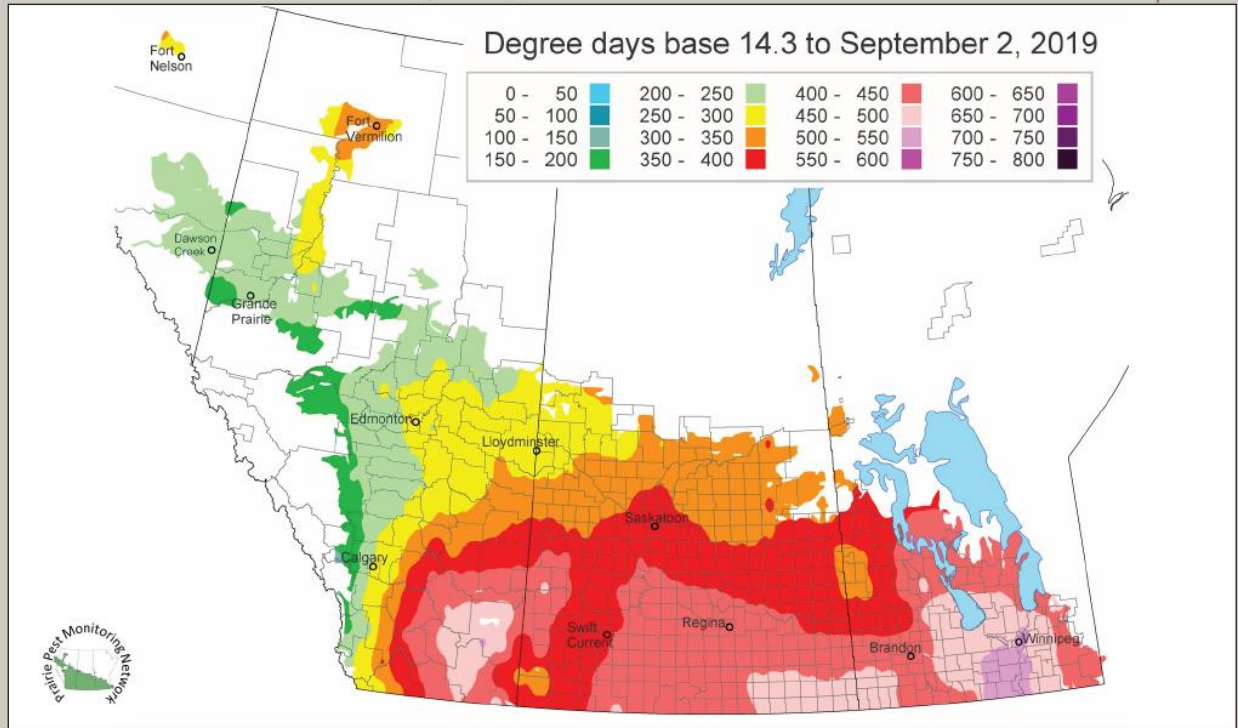 Degree days base 14.3 to September 2, 2019
0 - 50 200 - 250 400 - 450 600 - 650
50 - 100 250 - 300 450 - 500 650 - 700
100 - 150 300 - 350 500 - 550 700 - 750
150 - 200 350 - 400 550 - 600 750 - 800
Fort
Nelson
Fort
Vermilion
Dawson
Creek
Grande
Prairie
Edmonton
Lloydminster
Saskatoon
Calgary
Swift
Current
Regina
Brandon
Winnipeg
Prairie Pest Monitoring Network